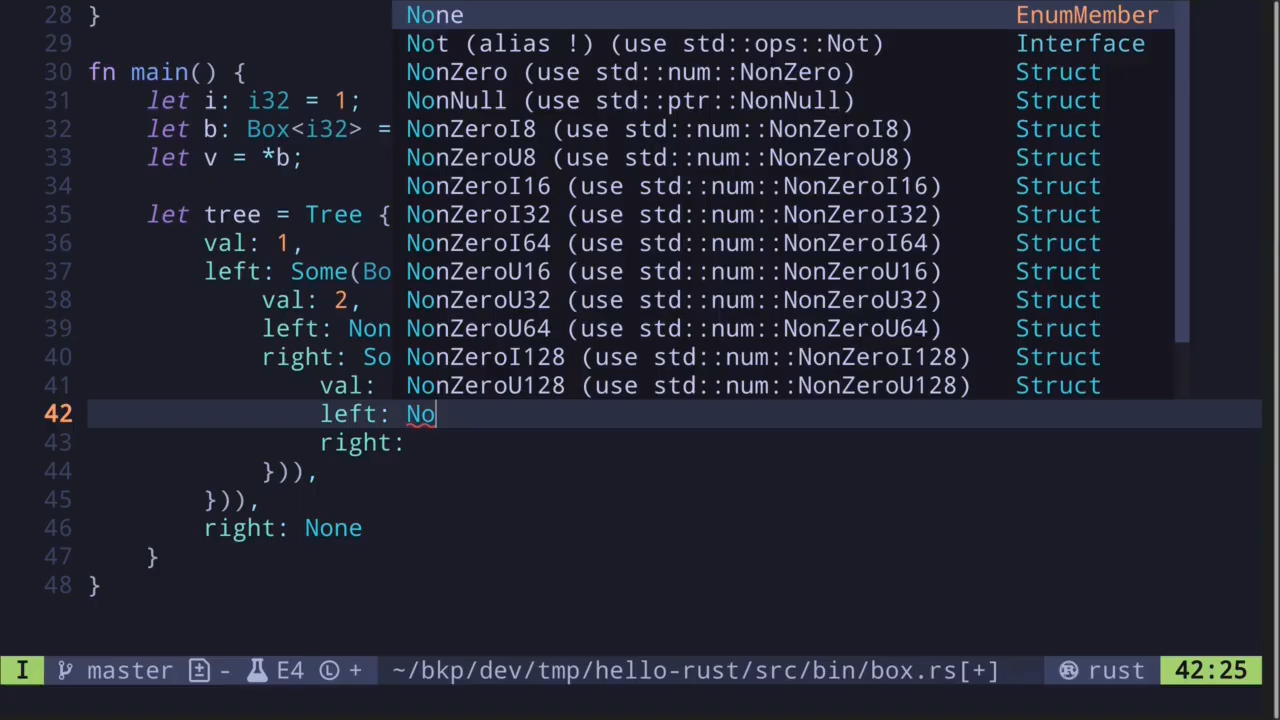 28 }
29
30 fn main() {
31 let i: i32 = 1;
32 let b: Box<i32> =
33 let v = *b;
34
35 let tree = Tree {
36 val: 1,
37 left: Some(Bo
38 val: 2,
39 left: Non
40 right: So
41 val:
42 left: No
43 right:
44 })),
45 })),
46 right: None
47 }
48 }
None EnumMember
Not (alias !) (use std::ops::Not) Interface
NonZero (use std::num::NonZero) Struct
NonNull (use std::ptr::NonNull) Struct
NonZeroI8 (use std::num::NonZeroI8) Struct
NonZeroU8 (use std::num::NonZeroU8) Struct
NonZeroI16 (use std::num::NonZeroI16) Struct
NonZeroI32 (use std::num::NonZeroI32) Struct
NonZeroI64 (use std::num::NonZeroI64) Struct
NonZeroU16 (use std::num::NonZeroU16) Struct
NonZeroU32 (use std::num::NonZeroU32) Struct
NonZeroU64 (use std::num::NonZeroU64) Struct
NonZeroI128 (use std::num::NonZeroI128) Struct
NonZeroU128 (use std::num::NonZeroU128) Struct
I master - E4 + ~/bkp/dev/tmp/hello-rust/src/bin/box.rs[+] rust 42:25